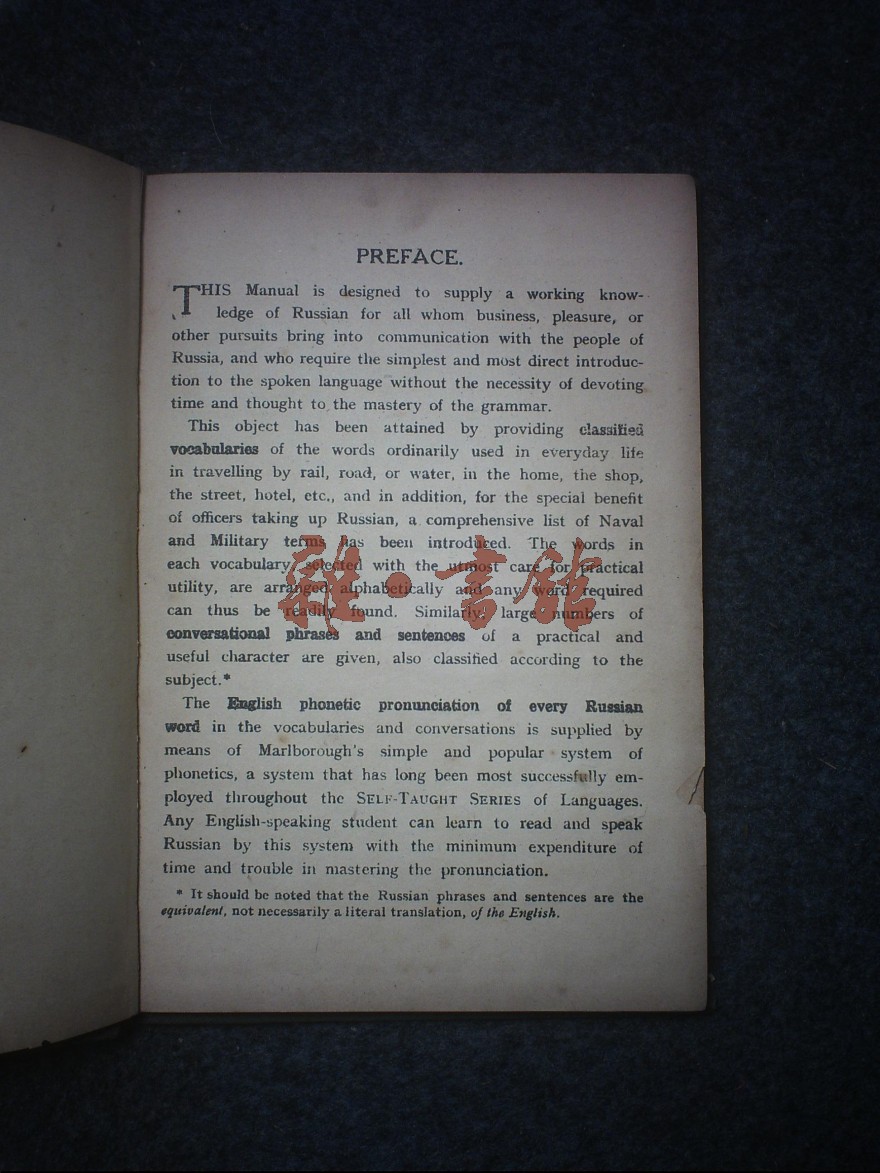 PREFACE.
THIS Manual is designed to supply a working know-
ledge of Russian for all whom business, pleasure, or
other pursuits bring into communication with the people of
Russia, and who require the simplest and most direct introduc-
tion to the spoken language without the necessity of devoting
time and thought to the mastery of the grammar.
This object has been attained by providing classified
vocabularies of the words ordinarily used in everyday life
in travelling by rail, road, or water, in the home, the shop,
the street, hotel, etc., and in addition, for the special benefit
of officers taking up Russian, a comprehensive list of Naval
and Military terms has been introduced. The words in
each vocabulary, selected with the utmost care for practical
utility, are arranged alphabetically and any word required
can thus be readily found. Similarly, large numbers of
conversational phrases and sentences of a practical and
useful character are given, also classified according to the
subject.*
The English phonetic pronunciation of every Russian
word in the vocabularies and conversations is supplied by
means of Marlborough's simple and popular system of
phonetics, a system that has long been most successfully em-
ployed throughout the SELF-TAUGHT SERIES of Languages.
Any English-speaking student can learn to read and speak
Russian by this system with the minimum expenditure of
time and trouble in mastering the pronunciation.
* It should be noted that the Russian phrases and sentences are the
equivalent, not necessarily a literal translation, of the English.
雜·書館